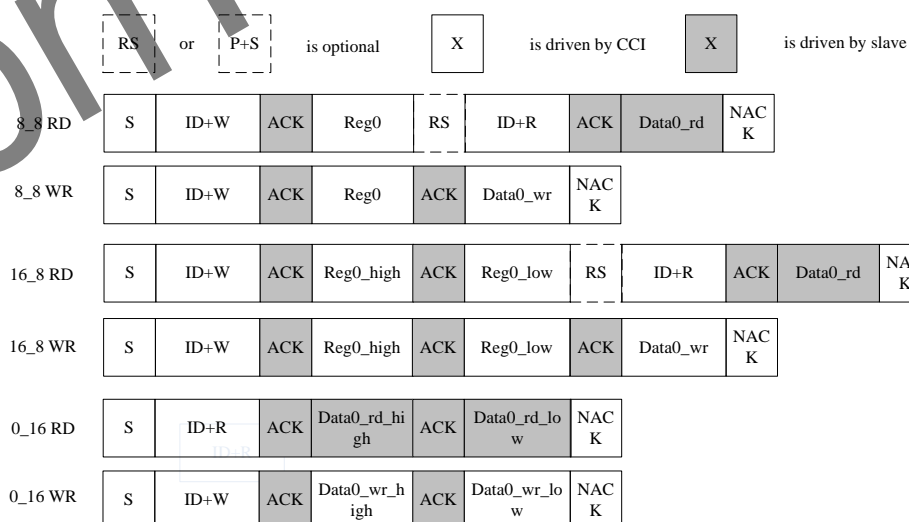 RS or P+S is optional X is driven by CCI X is driven by slave
8_8 RD S ID+W ACK Reg0 RS ID+R ACK Data0_rd NAC
K
8_8 WR S ID+W ACK Reg0 ACK Data0_wr NAC
K
16_8 RD S ID+W ACK Reg0_high ACK Reg0_low RS ID+R ACK Data0_rd NA
K
16_8 WR S ID+W ACK Reg0_high ACK Reg0_low ACK Data0_wr NAC
K
0_16 RD S ID+R ACK Data0_rd_hi
gh ACK Data0_rd_lo
w NAC
K
ID+R
0_16 WR S ID+W ACK Data0_wr_h
igh ACK Data0_wr_lo
w NAC
K